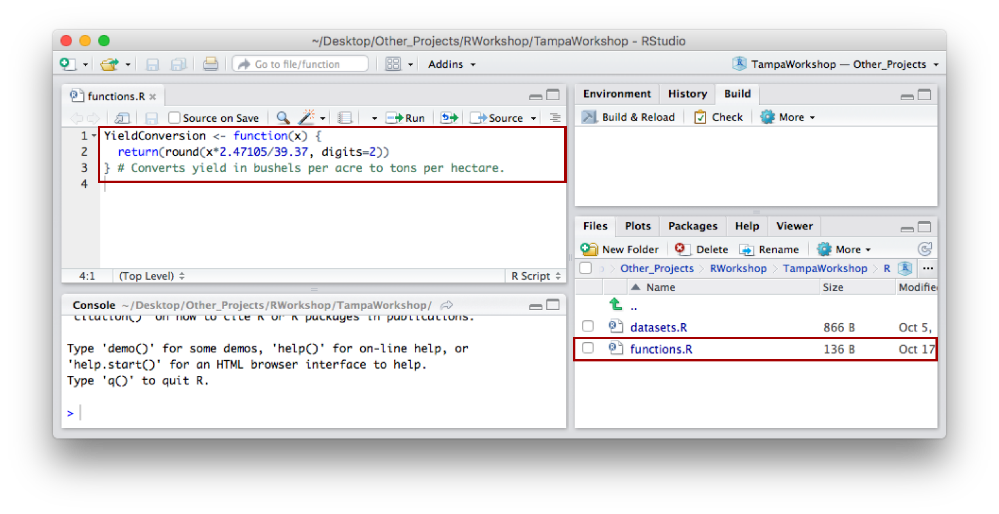 ~/Desktop/Other_Projects/RWorkshop/TampaWorkshop - RStudio
Go to file/function
Addins
TampaWorkshop — Other_Projects
functions.R
Source on Save
Run
Source
1 YieldConversion <- function(x) {
2   return(round(x*2.47105/39.37, digits=2))
3 } # Converts yield in bushels per acre to tons per hectare.
4
4:1
(Top Level)
R Script
Console ~/Desktop/Other_Projects/RWorkshop/TampaWorkshop/
'citation()' on how to cite R or R packages in publications.
Type 'demo()' for some demos, 'help()' for on-line help, or
'help.start()' for an HTML browser interface to help.
Type 'q()' to quit R.
>
Environment History Build
Build & Reload Check More
Files Plots Packages Help Viewer
New Folder Delete Rename More
Other_Projects > RWorkshop > TampaWorkshop > R ...
Name Size Modifie
..
datasets.R 866 B Oct 5,
functions.R 136 B Oct 17